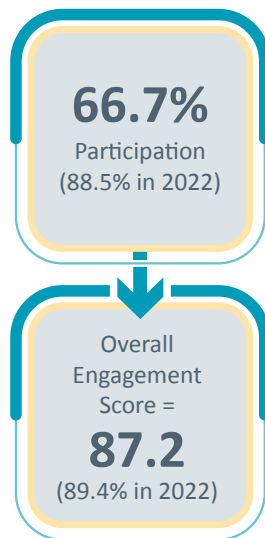 66.7%
Participation
(88.5% in 2022)
Overall
Engagement
Score =
87.2
(89.4% in 2022)